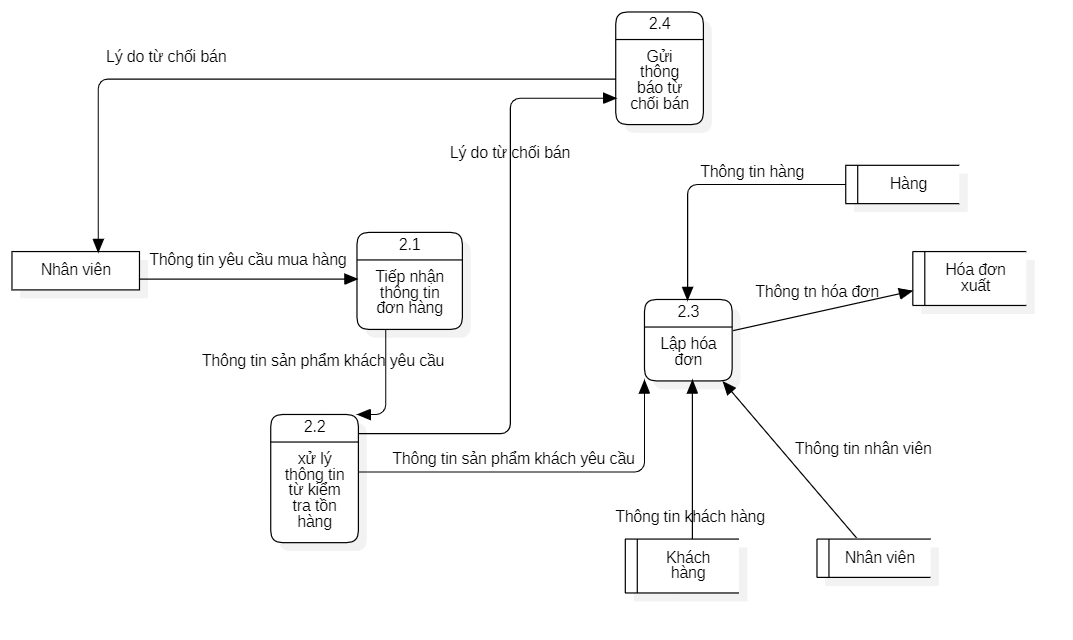 2.4
Gửi
thông
báo từ
chối bán
Lý do từ chối bán
Lý do từ chối bán
Thông tin hàng
Hàng
Nhân viên
Thông tin yêu cầu mua hàng
2.1
Tiếp nhận
thông tin
đơn hàng
Hóa đơn
xuất
Thông tn hóa đơn
2.3
Lập hóa
đơn
Thông tin sản phẩm khách yêu cầu
2.2
xử lý
thông tin
từ kiểm
tra tồn
hàng
Thông tin sản phẩm khách yêu cầu
Thông tin nhân viên
Thông tin khách hàng
Khách
hàng
Nhân viên